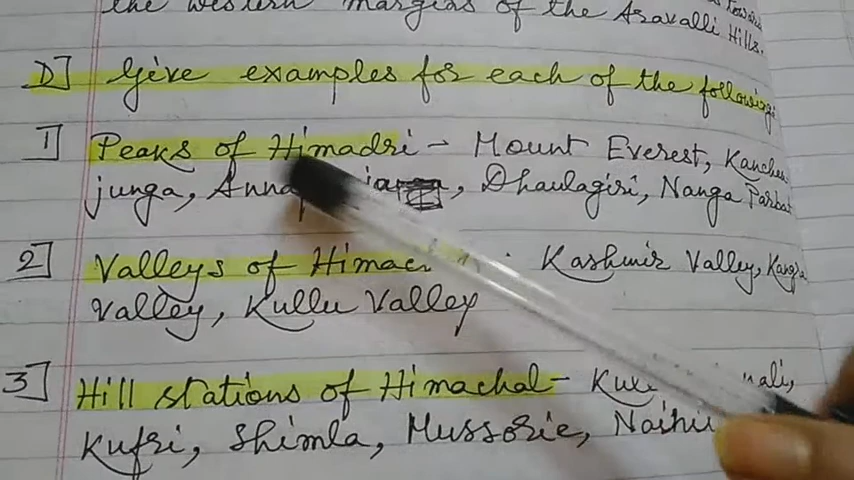 the western margins of the Aravalli Hills.
D] Give examples for each of the following:
1] Peaks of Himadri - Mount Everest, Kanchen
junga, Dhaulagiri, Nanga Parbat
2] Valleys of Kashmir Valley, Kangra
Valley, Kullu Valley
3] Hill stations of Himachal -
Kufri, Shimla, Mussorie,